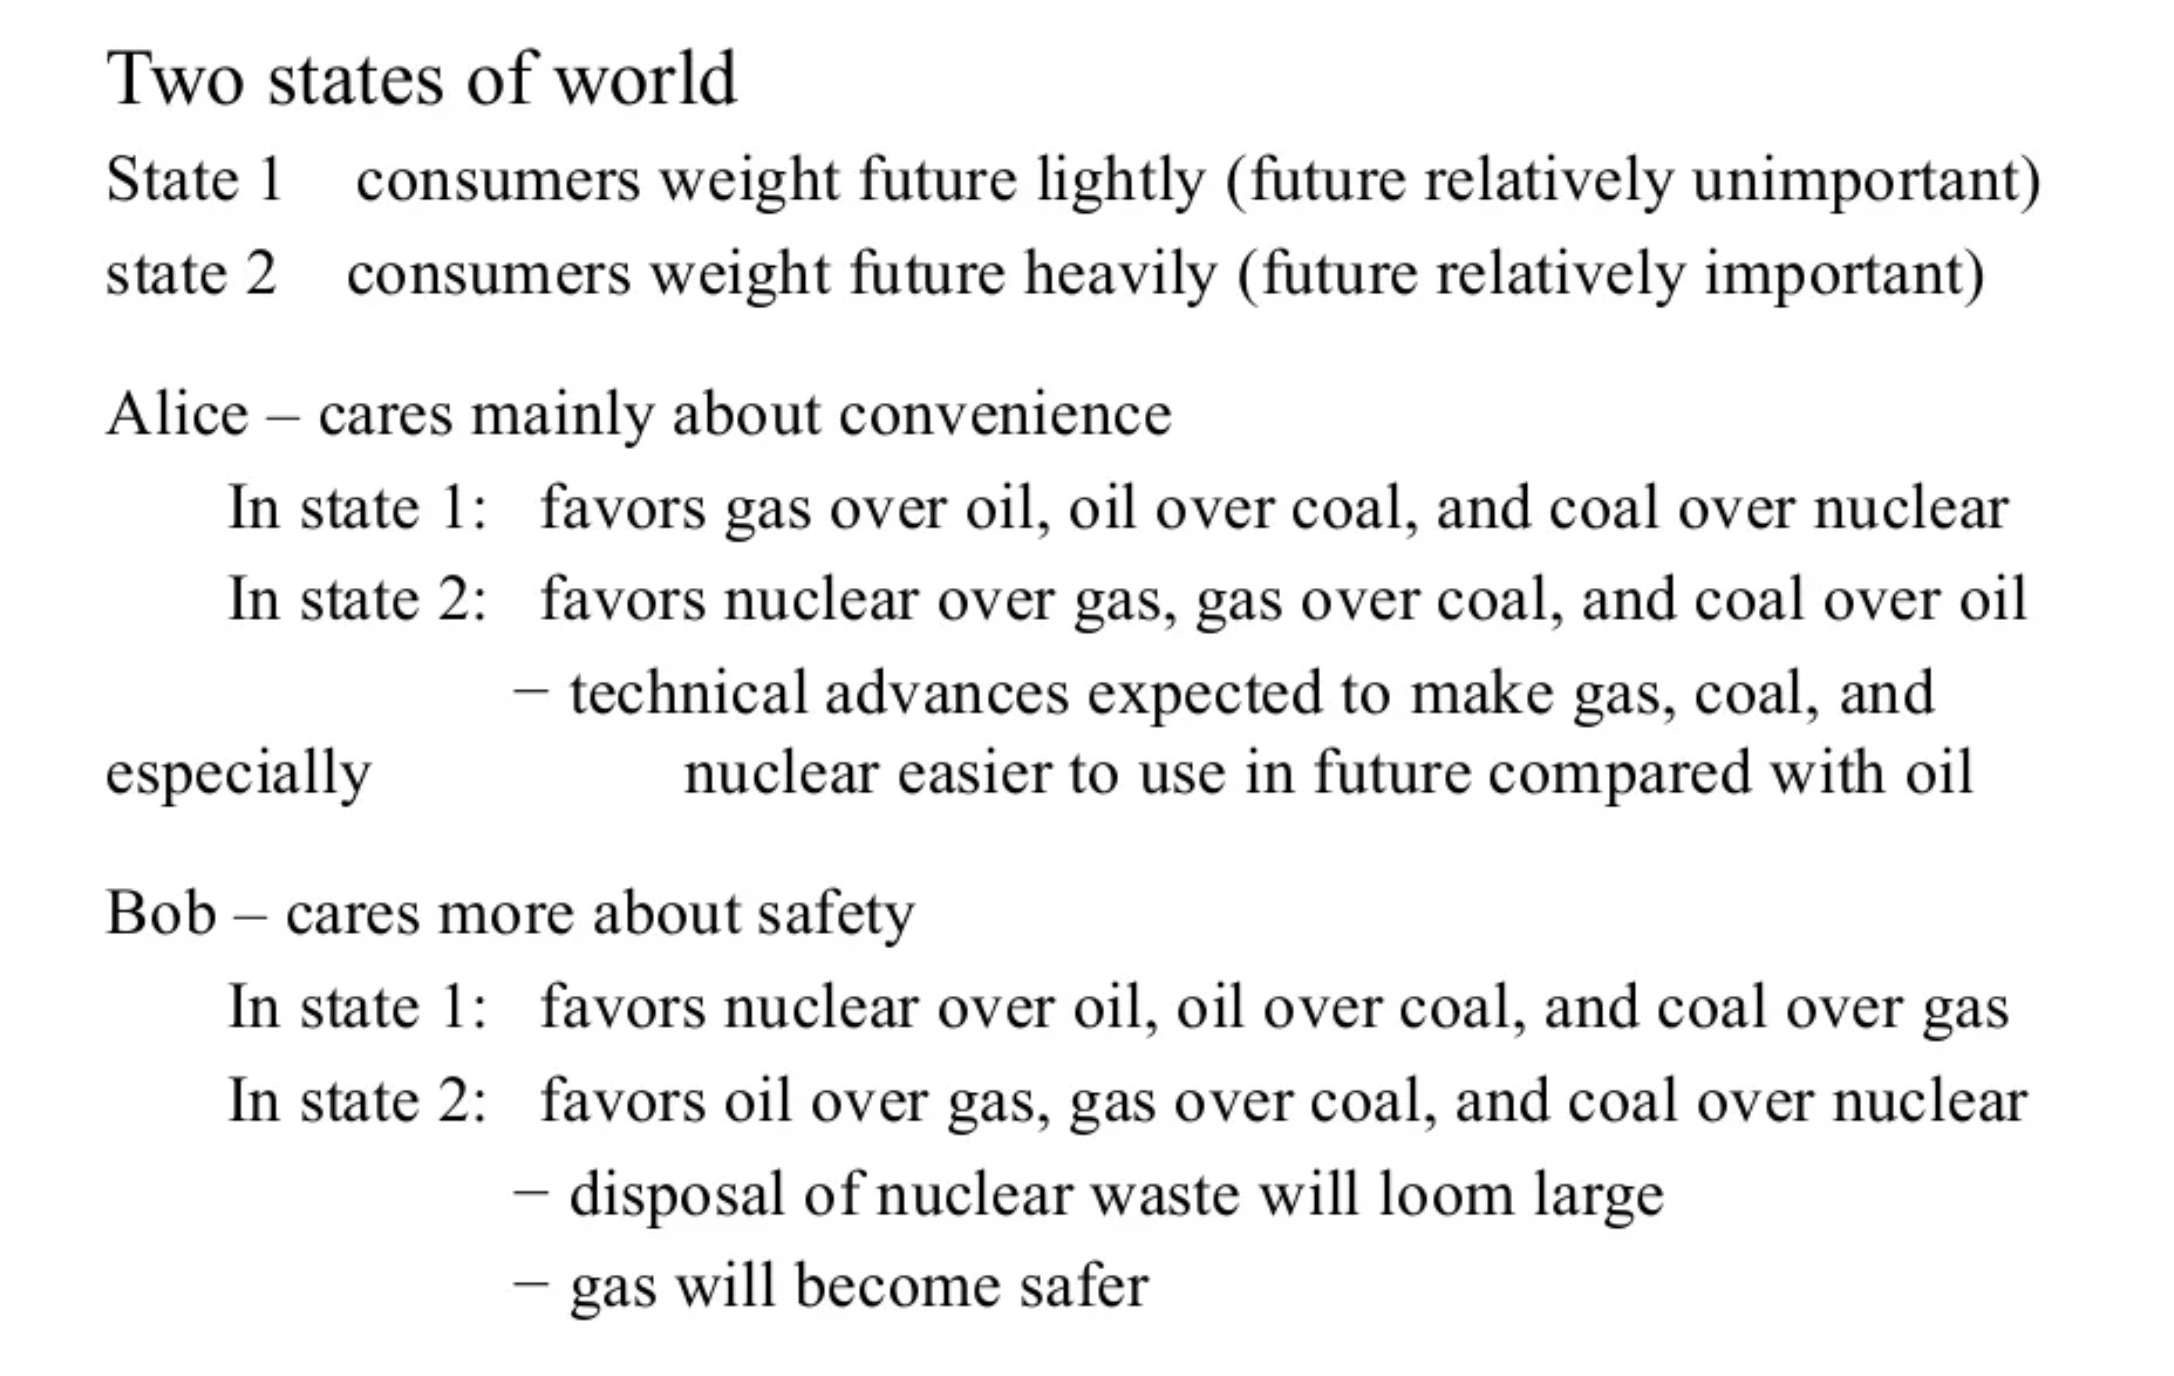 Two states of world
State 1 consumers weight future lightly (future relatively unimportant)
state 2 consumers weight future heavily (future relatively important)
Alice – cares mainly about convenience
In state 1: favors gas over oil, oil over coal, and coal over nuclear
In state 2: favors nuclear over gas, gas over coal, and coal over oil
– technical advances expected to make gas, coal, and
especially nuclear easier to use in future compared with oil
Bob – cares more about safety
In state 1: favors nuclear over oil, oil over coal, and coal over gas
In state 2: favors oil over gas, gas over coal, and coal over nuclear
– disposal of nuclear waste will loom large
– gas will become safer